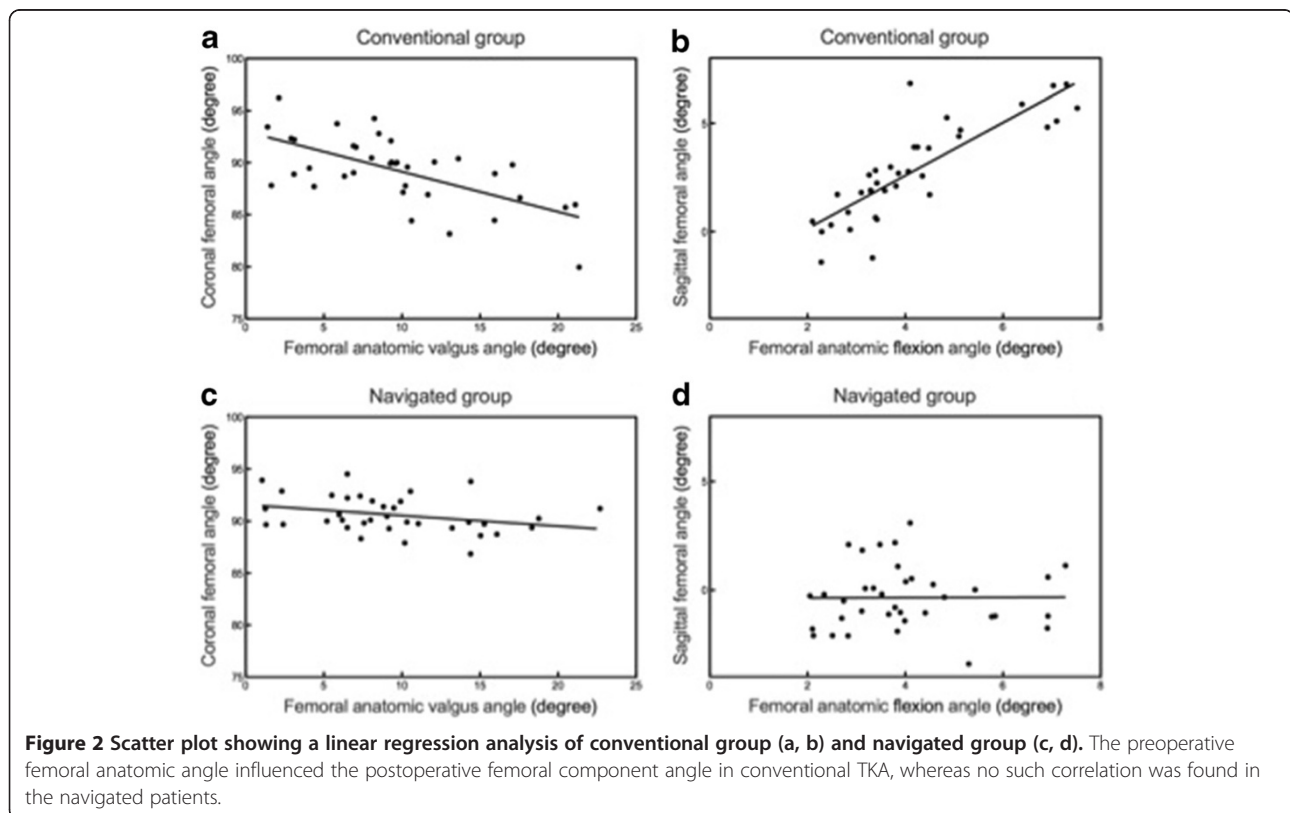 a
Conventional group
100
95
90
85
80
75
0
5
10
15
20
25
Coronal femoral angle (degree)
Femoral anatomic valgus angle (degree)
b
Conventional group
5
0
0
2
4
6
8
Sagittal femoral angle (degree)
Femoral anatomic flexion angle (degree)
c
Navigated group
100
95
90
85
80
75
0
5
10
15
20
25
Coronal femoral angle (degree)
Femoral anatomic valgus angle (degree)
d
Navigated group
5
0
0
2
4
6
8
Sagittal femoral angle (degree)
Femoral anatomic flexion angle (degree)
Figure 2 Scatter plot showing a linear regression analysis of conventional group (a, b) and navigated group (c, d). The preoperative
femoral anatomic angle influenced the postoperative femoral component angle in conventional TKA, whereas no such correlation was found in
the navigated patients.